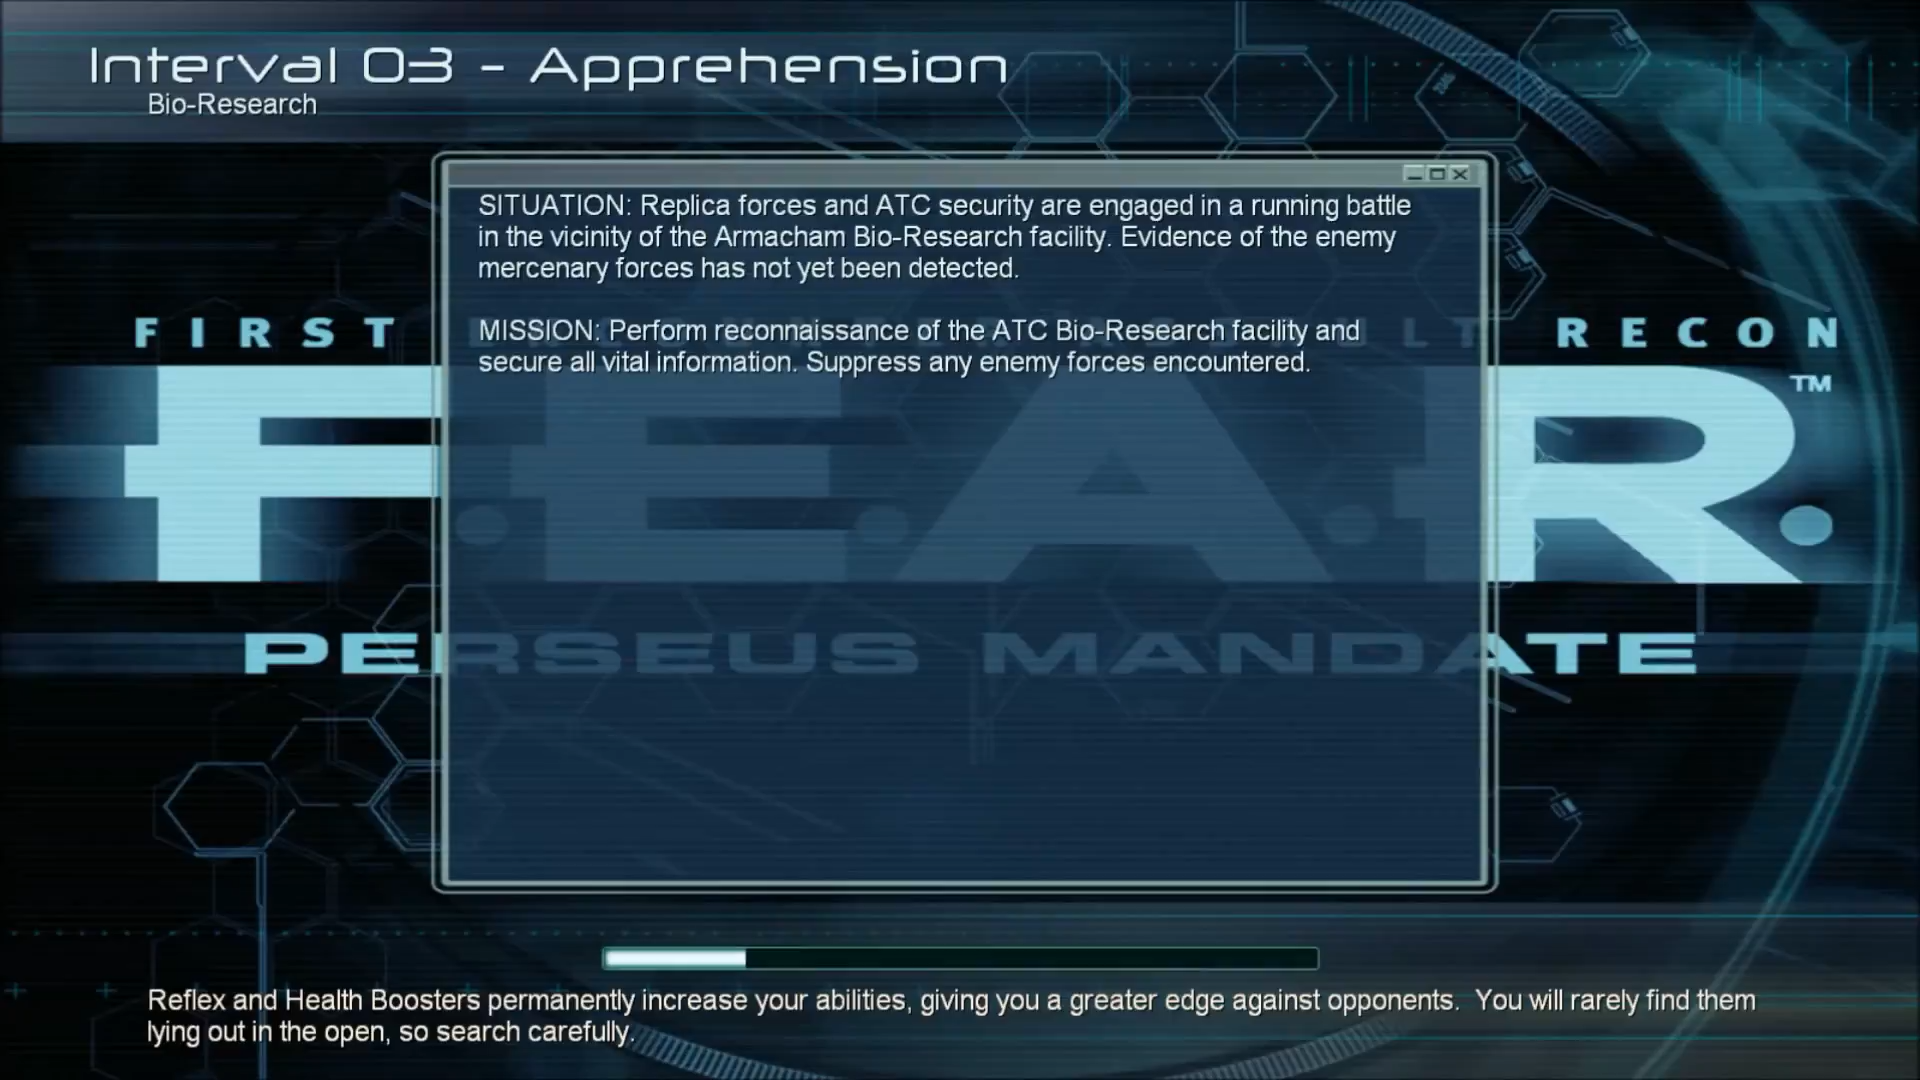 Interval 03 - Apprehension
Bio-Research
SITUATION: Replica forces and ATC security are engaged in a running battle
in the vicinity of the Armacham Bio-Research facility. Evidence of the enemy
mercenary forces has not yet been detected.
MISSION: Perform reconnaissance of the ATC Bio-Research facility and
secure all vital information. Suppress any enemy forces encountered.
FIRST RECON
F.E.A.R.™
PERSEUS MANDATE
Reflex and Health Boosters permanently increase your abilities, giving you a greater edge against opponents.  You will rarely find them
lying out in the open, so search carefully.